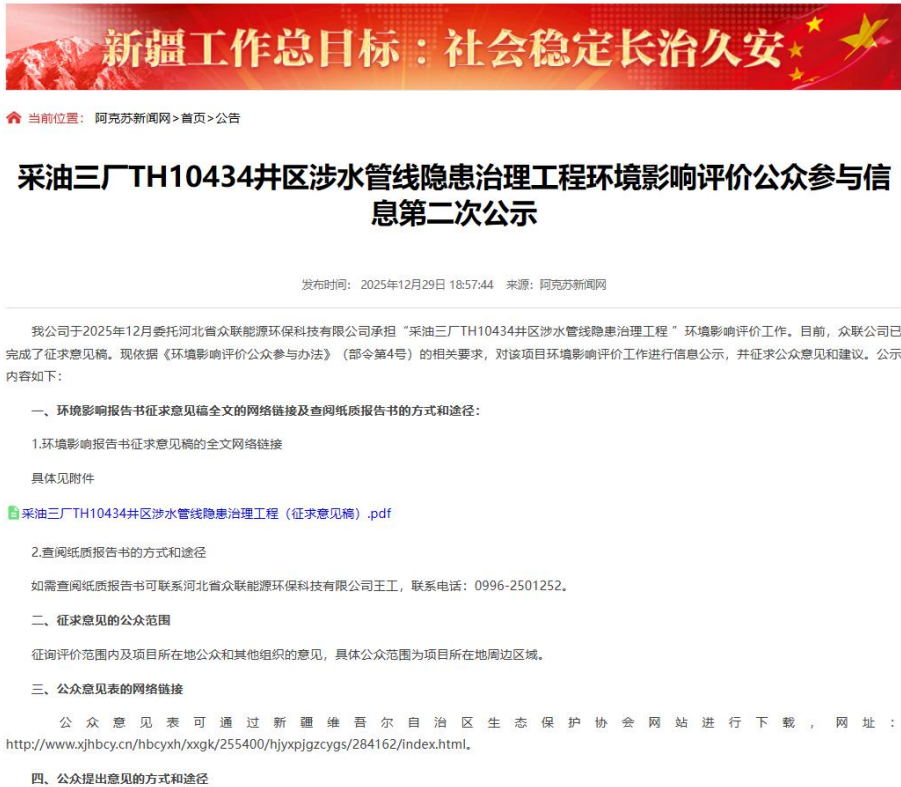 新疆工作总目标：社会稳定长治久安
当前位置： 阿克苏新闻网>首页>公告
采油三厂TH10434井区涉水管线隐患治理工程环境影响评价公众参与信
息第二次公示
发布时间： 2025年12月29日 18:57:44 来源：阿克苏新闻网
我公司于2025年12月委托河北省众联能源环保科技有限公司承担“采油三厂TH10434井区涉水管线隐患治理工程 ”环境影响评价工作。目前，众联公司已
完成了征求意见稿。现依据《环境影响评价公众参与办法》（部令第4号）的相关要求，对该项目环境影响评价工作进行信息公示，并征求公众意见和建议。公示
内容如下：
一、环境影响报告书征求意见稿全文的网络链接及查阅纸质报告书的方式和途径：
1.环境影响报告书征求意见稿的全文网络链接
具体见附件
采油三厂TH10434井区涉水管线隐患治理工程（征求意见稿）.pdf
2.查阅纸质报告书的方式和途径
如需查阅纸质报告书可联系河北省众联能源环保科技有限公司王工，联系电话：0996-2501252。
二、征求意见的公众范围
征询评价范围内及项目所在地公众和其他组织的意见，具体公众范围为项目所在地周边区域。
三、公众意见表的网络链接
公众意见表可通过新疆维吾尔自治区生态保护协会网站进行下载，网址：
http://www.xjhbcy.cn/hbcyxh/xxgk/255400/hjyxpjgzcygs/284162/index.html。
四、公众提出意见的方式和途径